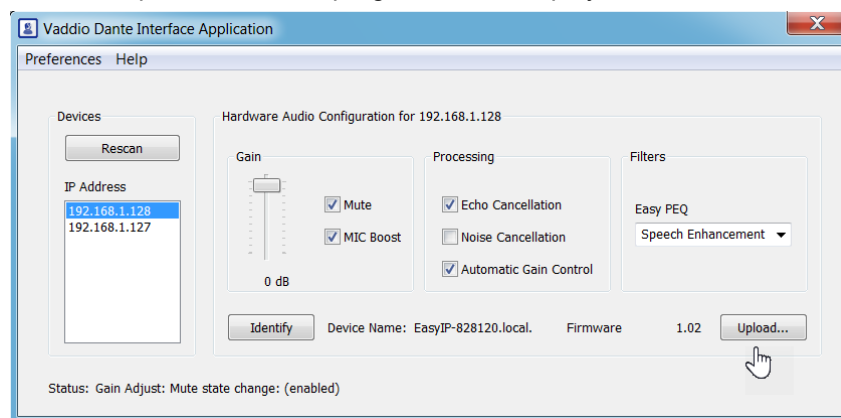 Vaddio Dante Interface Application
Preferences Help
Devices
Hardware Audio Configuration for 192.168.1.128
Rescan
Gain
Processing
Filters
IP Address
192.168.1.128
192.168.1.127
Mute
Echo Cancellation
Easy PEQ
MIC Boost
Noise Cancellation
Speech Enhancement
Automatic Gain Control
0 dB
Identify Device Name: EasyIP-828120.local. Firmware 1.02 Upload...
Status: Gain Adjust: Mute state change: (enabled)